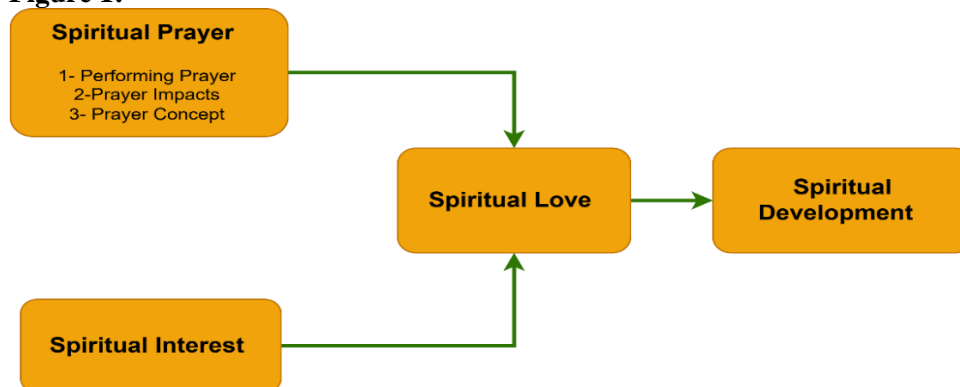 Figure 1.
Spiritual Prayer
1- Performing Prayer
2-Prayer Impacts
3- Prayer Concept
Spiritual Love
Spiritual
Development
Spiritual Interest